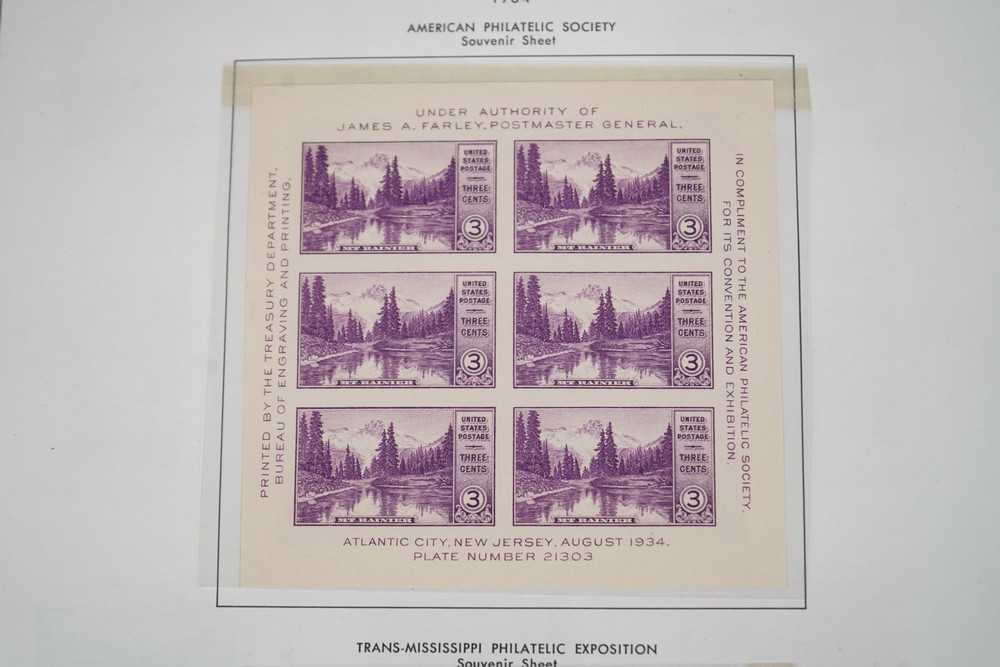 1934
AMERICAN PHILATELIC SOCIETY
Souvenir Sheet
UNDER AUTHORITY OF
JAMES A. FARLEY, POSTMASTER GENERAL.
PRINTED BY THE TREASURY DEPARTMENT,
BUREAU OF ENGRAVING AND PRINTING,
UNITED
STATES
POSTAGE
THREE
CENTS
3
MT. RAINIER
UNITED
STATES
POSTAGE
THREE
CENTS
3
MT. RAINIER
UNITED
STATES
POSTAGE
THREE
CENTS
3
MT. RAINIER
UNITED
STATES
POSTAGE
THREE
CENTS
3
MT. RAINIER
UNITED
STATES
POSTAGE
THREE
CENTS
3
MT. RAINIER
UNITED
STATES
POSTAGE
THREE
CENTS
3
MT. RAINIER
IN COMPLIMENT TO THE AMERICAN PHILATELIC SOCIETY,
FOR ITS CONVENTION AND EXHIBITION,
ATLANTIC CITY, NEW JERSEY, AUGUST 1934.
PLATE NUMBER 21303
TRANS-MISSISSIPPI PHILATELIC EXPOSITION
Souvenir Sheet